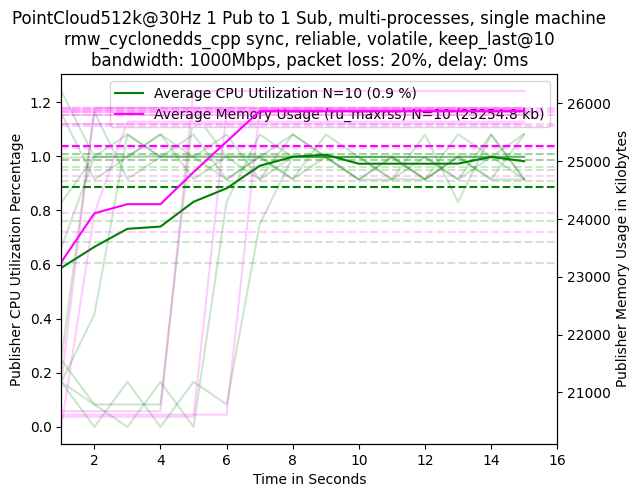 PointCloud512k@30Hz 1 Pub to 1 Sub, multi-processes, single machine
rmw_cyclonedds_cpp sync, reliable, volatile, keep_last@10
bandwidth: 1000Mbps, packet loss: 20%, delay: 0ms
Average CPU Utilization N=10 (0.9 %)
Average Memory Usage (ru_maxrss) N=10 (25254.8 kb)
Publisher CPU Utilization Percentage
1.2
1.0
0.8
0.6
0.4
0.2
0.0
26000
25000
24000
23000
22000
21000
Publisher Memory Usage in Kilobytes
2 4 6 8 10 12 14 16
Time in Seconds